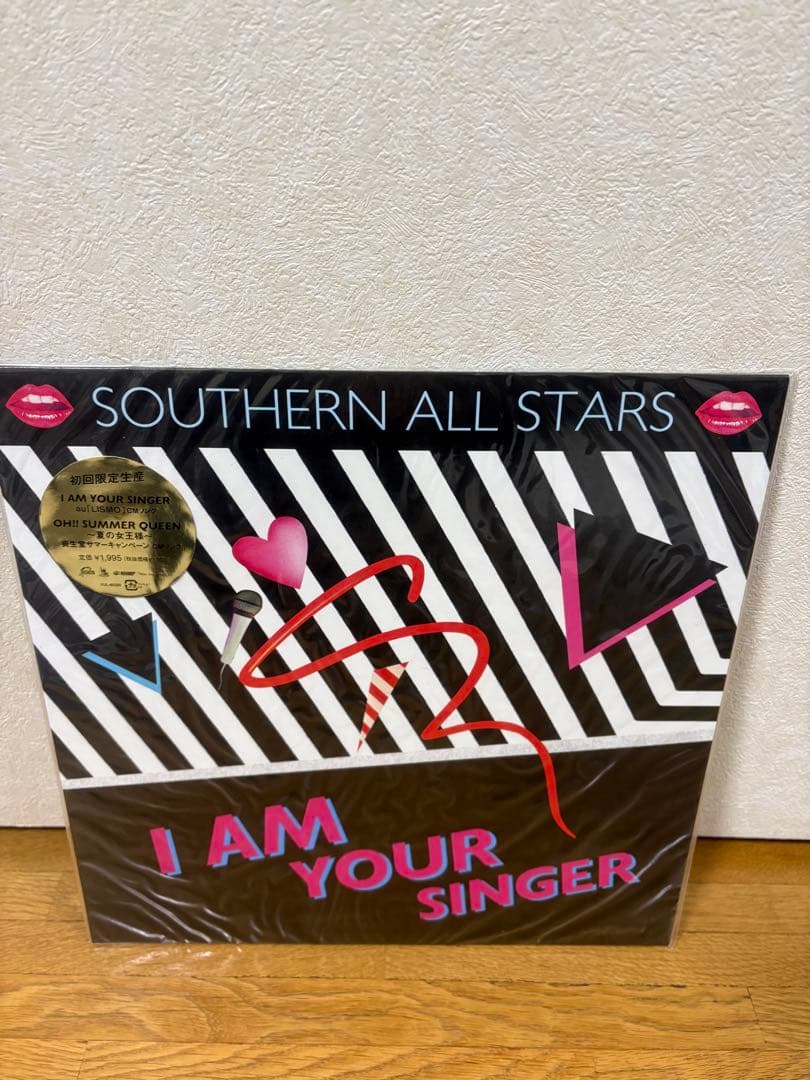 SOUTHERN ALL STARS
初回限定生産
I AM YOUR SINGER
au「LISMO」CMソング
OH!! SUMMER QUEEN
〜夏の女王様〜
資生堂サマーキャンペーン CMソング
定価 ¥1,995
I AM
YOUR
SINGER